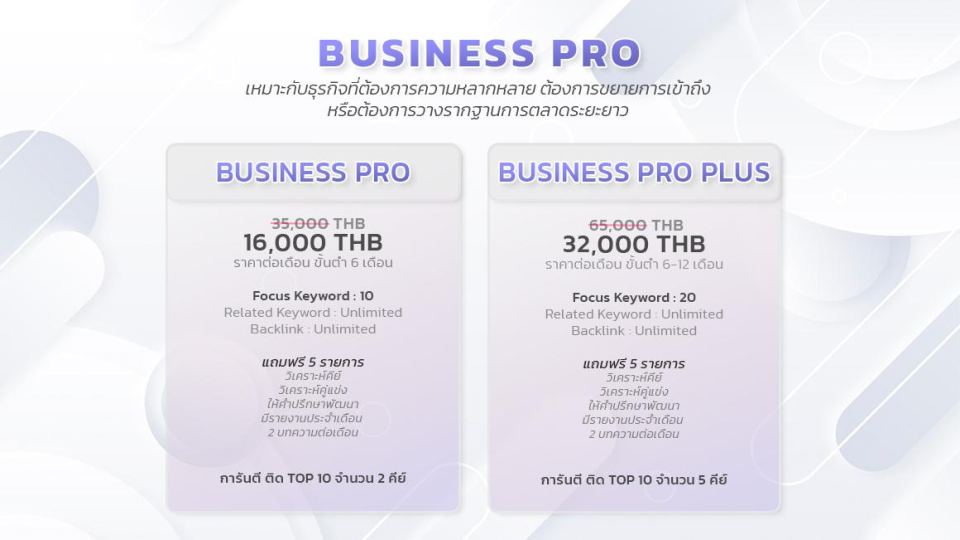 BUSINESS PRO
เหมาะกับธุรกิจที่ต้องการความหลากหลาย ต้องการขยายการเข้าถึง
หรือต้องการวางรากฐานการตลาดระยะยาว
BUSINESS PRO
35,000 THB
16,000 THB
ราคาต่อเดือน ขั้นต่ำ 6 เดือน
Focus Keyword : 10
Related Keyword : Unlimited
Backlink : Unlimited
แถมฟรี 5 รายการ
วิเคราะห์คีย์
วิเคราะห์คู่แข่ง
ให้คำปรึกษาพัฒนา
มีรายงานประจำเดือน
2 บทความต่อเดือน
การันตี ติด TOP 10 จำนวน 2 คีย์
BUSINESS PRO PLUS
65,000 THB
32,000 THB
ราคาต่อเดือน ขั้นต่ำ 6-12 เดือน
Focus Keyword : 20
Related Keyword : Unlimited
Backlink : Unlimited
แถมฟรี 5 รายการ
วิเคราะห์คีย์
วิเคราะห์คู่แข่ง
ให้คำปรึกษาพัฒนา
มีรายงานประจำเดือน
2 บทความต่อเดือน
การันตี ติด TOP 10 จำนวน 5 คีย์